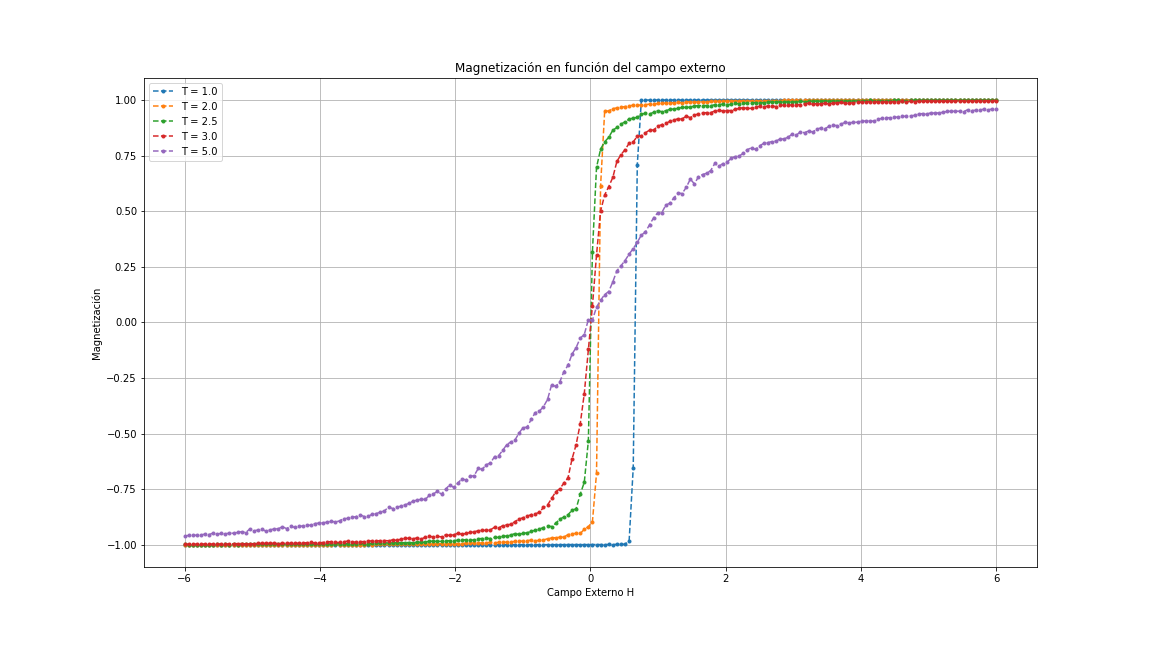 Magnetización en función del campo externo
T = 1.0
T = 2.0
T = 2.5
T = 3.0
T = 5.0
1.00
0.75
0.50
0.25
0.00
−0.25
−0.50
−0.75
−1.00
Magnetización
−6
−4
−2
0
2
4
6
Campo Externo H